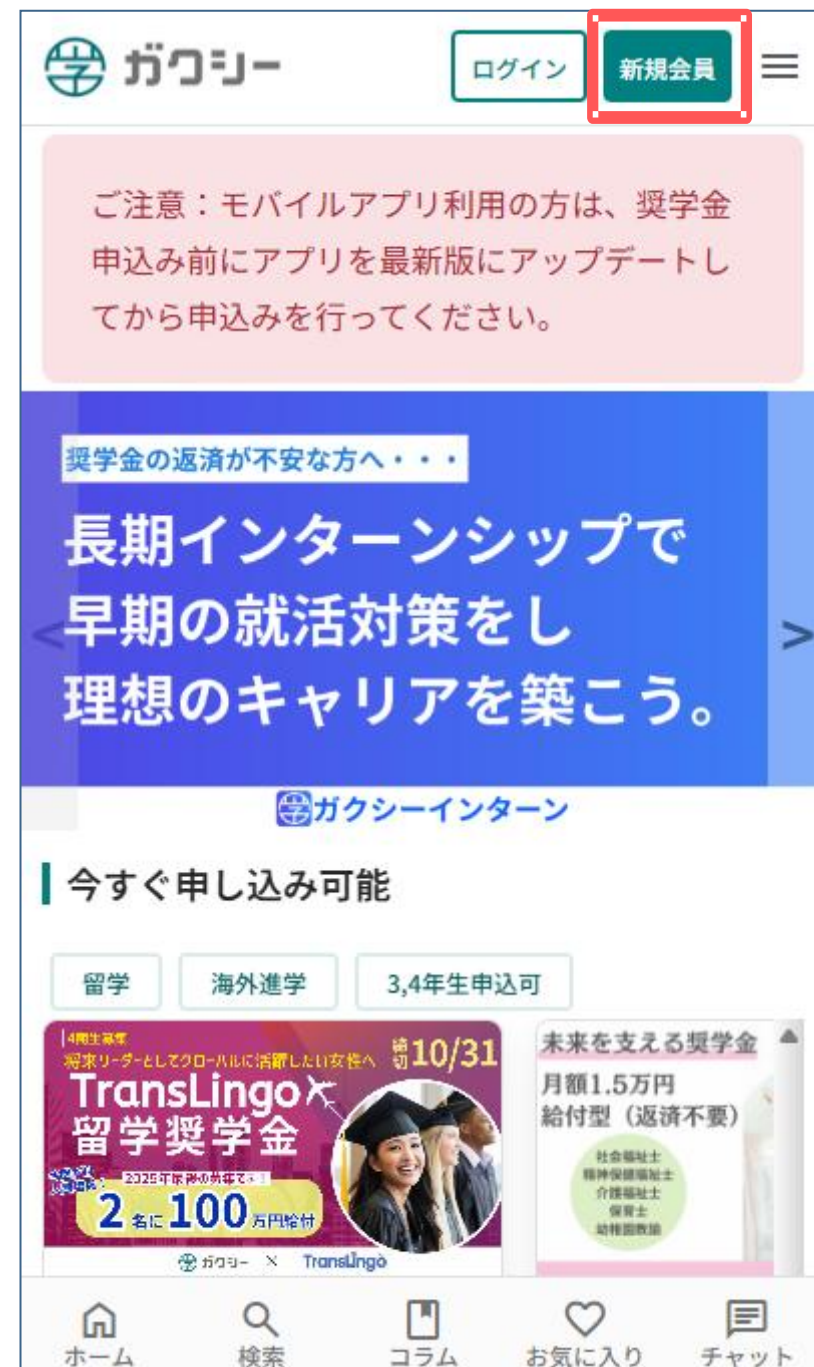 ガクシー
ログイン
新規会員
ご注意：モバイルアプリ利用の方は、奨学金
申込み前にアプリを最新版にアップデートし
てから申込みを行ってください。
奨学金の返済が不安な方へ・・・
長期インターンシップで
早期の就活対策をし
理想のキャリアを築こう。
<
>
ガクシーインターン
今すぐ申し込み可能
留学
海外進学
3,4年生申込可
4期生募集
将来リーダーとしてグローバルに活躍したい女性へ
締切10/31
TransLingo
留学奨学金
2名に100万円給付
ガクシー × TransLingo
未来を支える奨学金
月額1.5万円
給付型（返済不要）
社会福祉士
精神保健福祉士
介護福祉士
保育士
幼稚園教諭
ホーム
検索
コラム
お気に入り
チャット